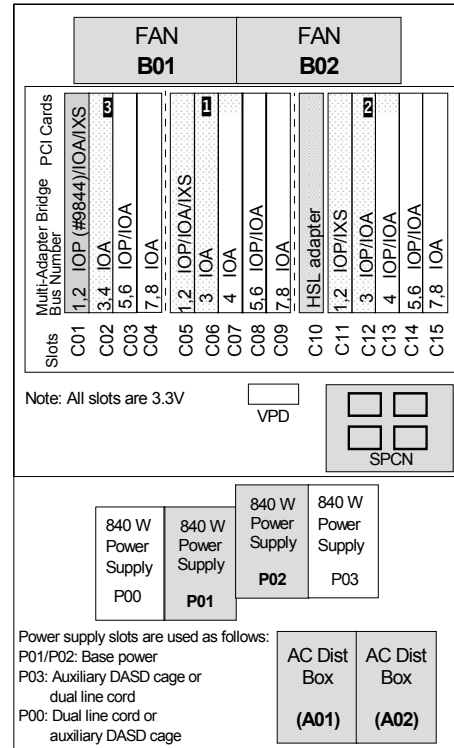 FAN
B01
FAN
B02
Multi-Adapter Bridge PCI Cards
Bus Number
1,2 IOP (#9844)/IOA/IXS
3,4 IOA
3
5,6 IOP/IOA
7,8 IOA
1,2 IOP/IOA/IXS
3 IOA
1
4 IOA
5,6 IOP/IOA
7,8 IOA
HSL adapter
1,2 IOP/IXS
3 IOP/IOA
2
4 IOP/IOA
5,6 IOP/IOA
7,8 IOA
Slots
C01
C02
C03
C04
C05
C06
C07
C08
C09
C10
C11
C12
C13
C14
C15
Note: All slots are 3.3V
VPD
SPCN
840 W
Power
Supply
P00
840 W
Power
Supply
P01
840 W
Power
Supply
P02
840 W
Power
Supply
P03
Power supply slots are used as follows:
P01/P02: Base power
P03: Auxiliary DASD cage or
dual line cord
P00: Dual line cord or
auxiliary DASD cage
AC Dist
Box
(A01)
AC Dist
Box
(A02)